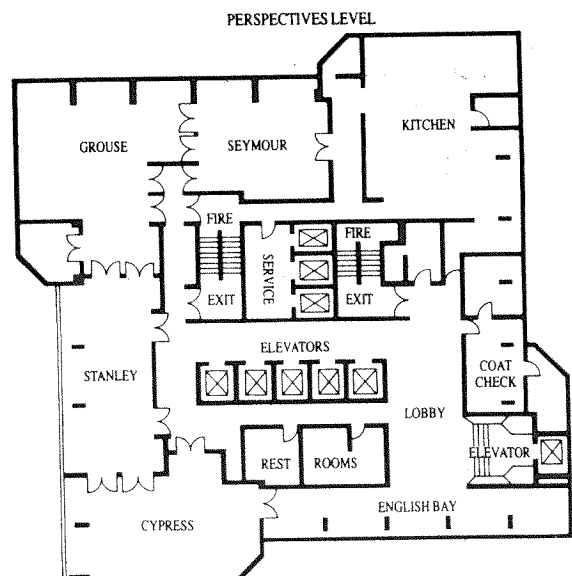 PERSPECTIVES LEVEL
GROUSE
SEYMOUR
KITCHEN
FIRE
EXIT
SERVICE
FIRE
EXIT
ELEVATORS
STANLEY
COAT
CHECK
LOBBY
REST ROOMS
ELEVATOR
ENGLISH BAY
CYPRESS